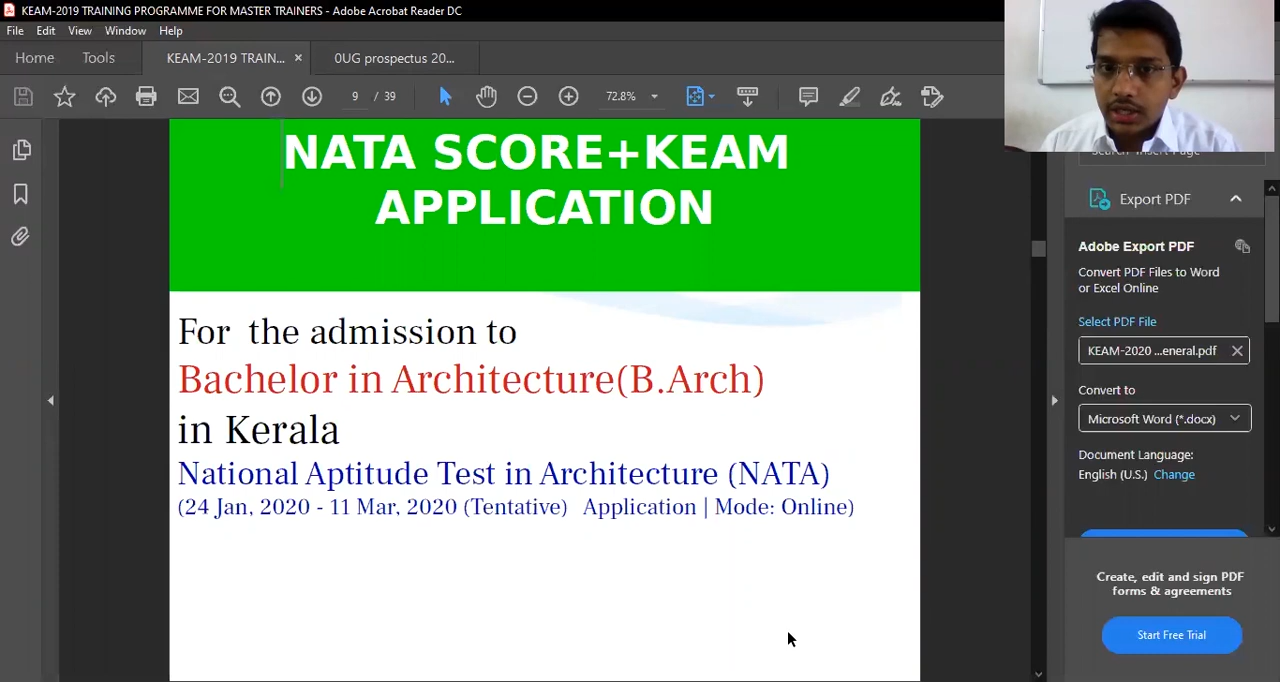 KEAM-2019 TRAINING PROGRAMME FOR MASTER TRAINERS - Adobe Acrobat Reader DC
File Edit View Window Help
Home Tools KEAM-2019 TRAIN... × 0UG prospectus 20...
9 / 39 72.8%
NATA SCORE+KEAM
APPLICATION
For the admission to
Bachelor in Architecture(B.Arch)
in Kerala
National Aptitude Test in Architecture (NATA)
(24 Jan, 2020 - 11 Mar, 2020 (Tentative) Application | Mode: Online)
Export PDF
Adobe Export PDF
Convert PDF Files to Word
or Excel Online
Select PDF File
KEAM-2020 ...eneral.pdf
Convert to
Microsoft Word (*.docx)
Document Language:
English (U.S.) Change
Create, edit and sign PDF
forms & agreements
Start Free Trial